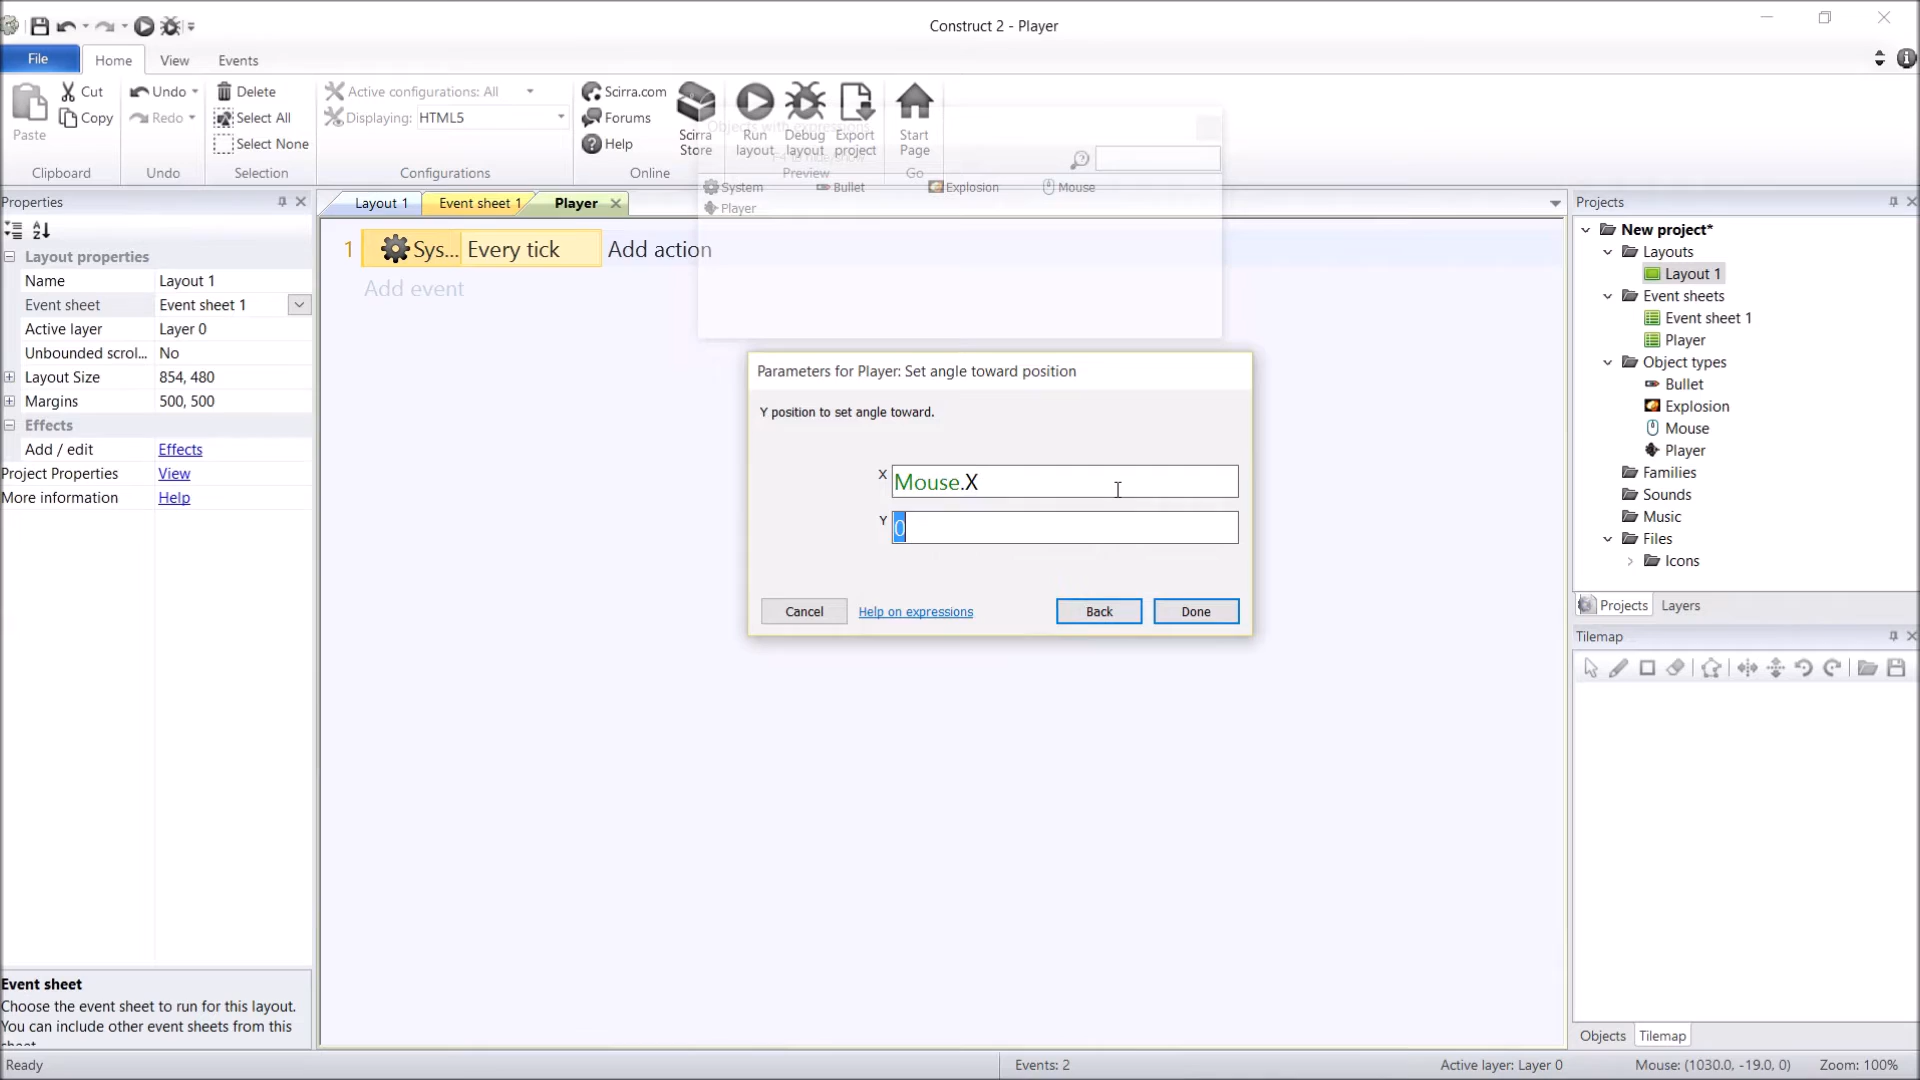 Construct 2 - Player
File Home View Events
Paste
Cut
Copy
Clipboard
Undo
Redo
Undo
Delete
Select All
Select None
Selection
Active configurations: All
Displaying: HTML5
Configurations
Scirra.com
Forums
Help
Online
Scirra
Store
Run
layout
Debug
layout
Export
project
Preview
Start
Page
Go
Objects with expressions
System Bullet Explosion Mouse
Player
Properties
Layout properties
Name Layout 1
Event sheet Event sheet 1
Active layer Layer 0
Unbounded scrol... No
Layout Size 854, 480
Margins 500, 500
Effects
Add / edit Effects
Project Properties View
More information Help
Event sheet
Choose the event sheet to run for this layout.
You can include other event sheets from this
Layout 1 Event sheet 1 Player
1 Sys... Every tick Add action
Add event
Parameters for Player: Set angle toward position
Y position to set angle toward.
X Mouse.X
Y 0
Cancel Help on expressions Back Done
Projects
New project*
Layouts
Layout 1
Event sheets
Event sheet 1
Player
Object types
Bullet
Explosion
Mouse
Player
Families
Sounds
Music
Files
Icons
Projects Layers
Tilemap
Objects Tilemap
Ready Events: 2 Active layer: Layer 0 Mouse: (1030.0, -19.0, 0) Zoom: 100%